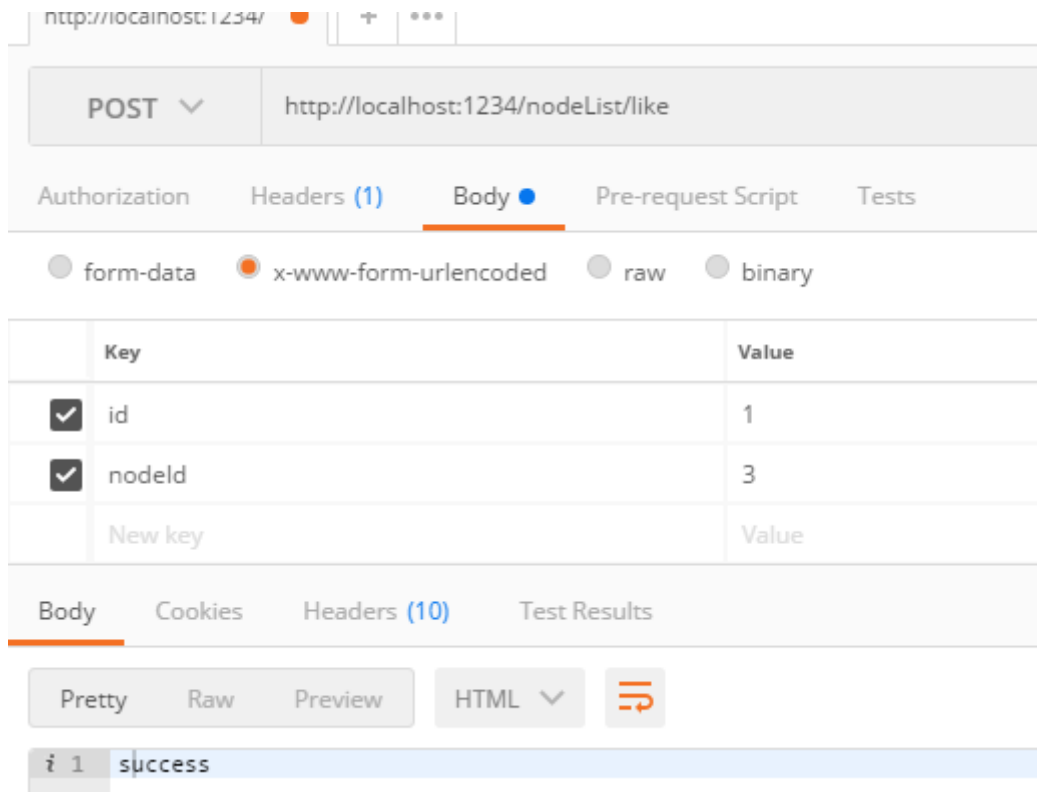 http://localhost:1234/ + •••
POST http://localhost:1234/nodeList/like
Authorization Headers (1) Body Pre-request Script Tests
form-data x-www-form-urlencoded raw binary
Key Value
id 1
nodeId 3
New key Value
Body Cookies Headers (10) Test Results
Pretty Raw Preview HTML
i 1 success